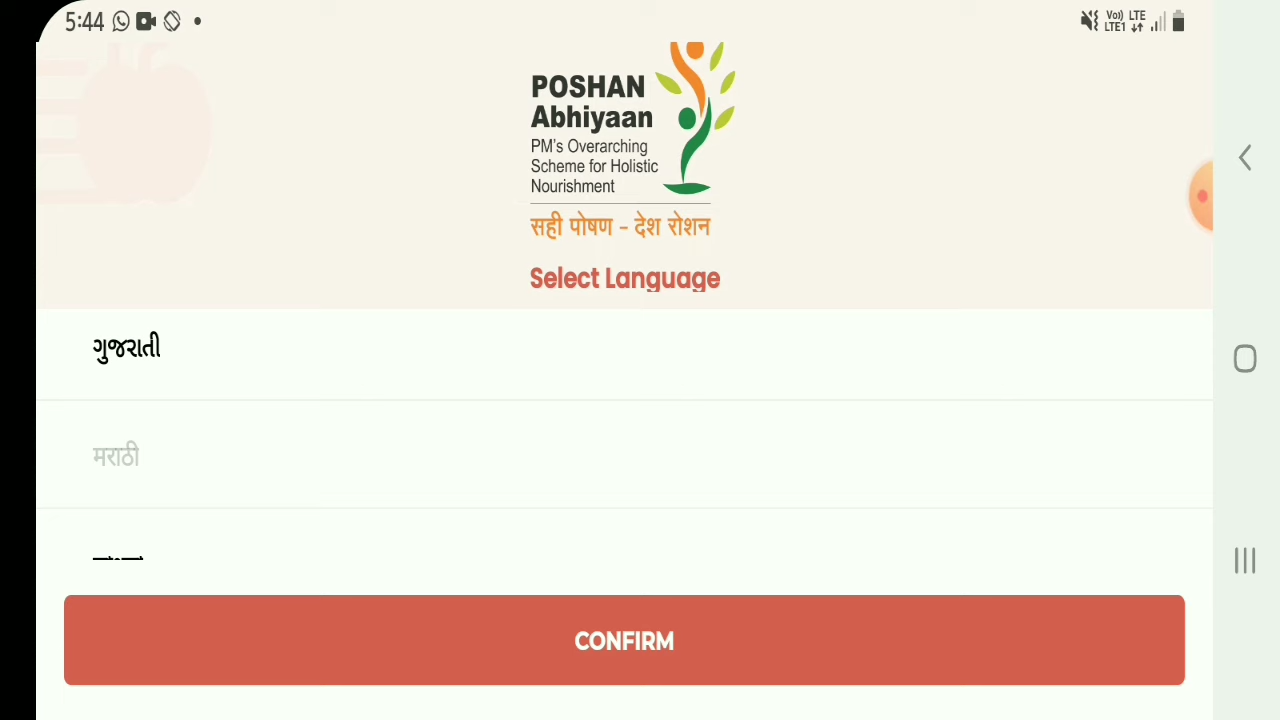 5:44
Vo) LTE
LTE1
POSHAN
Abhiyaan
PM's Overarching
Scheme for Holistic
Nourishment
सही पोषण - देश रोशन
Select Language
ગુજરાતી
मराठी
CONFIRM